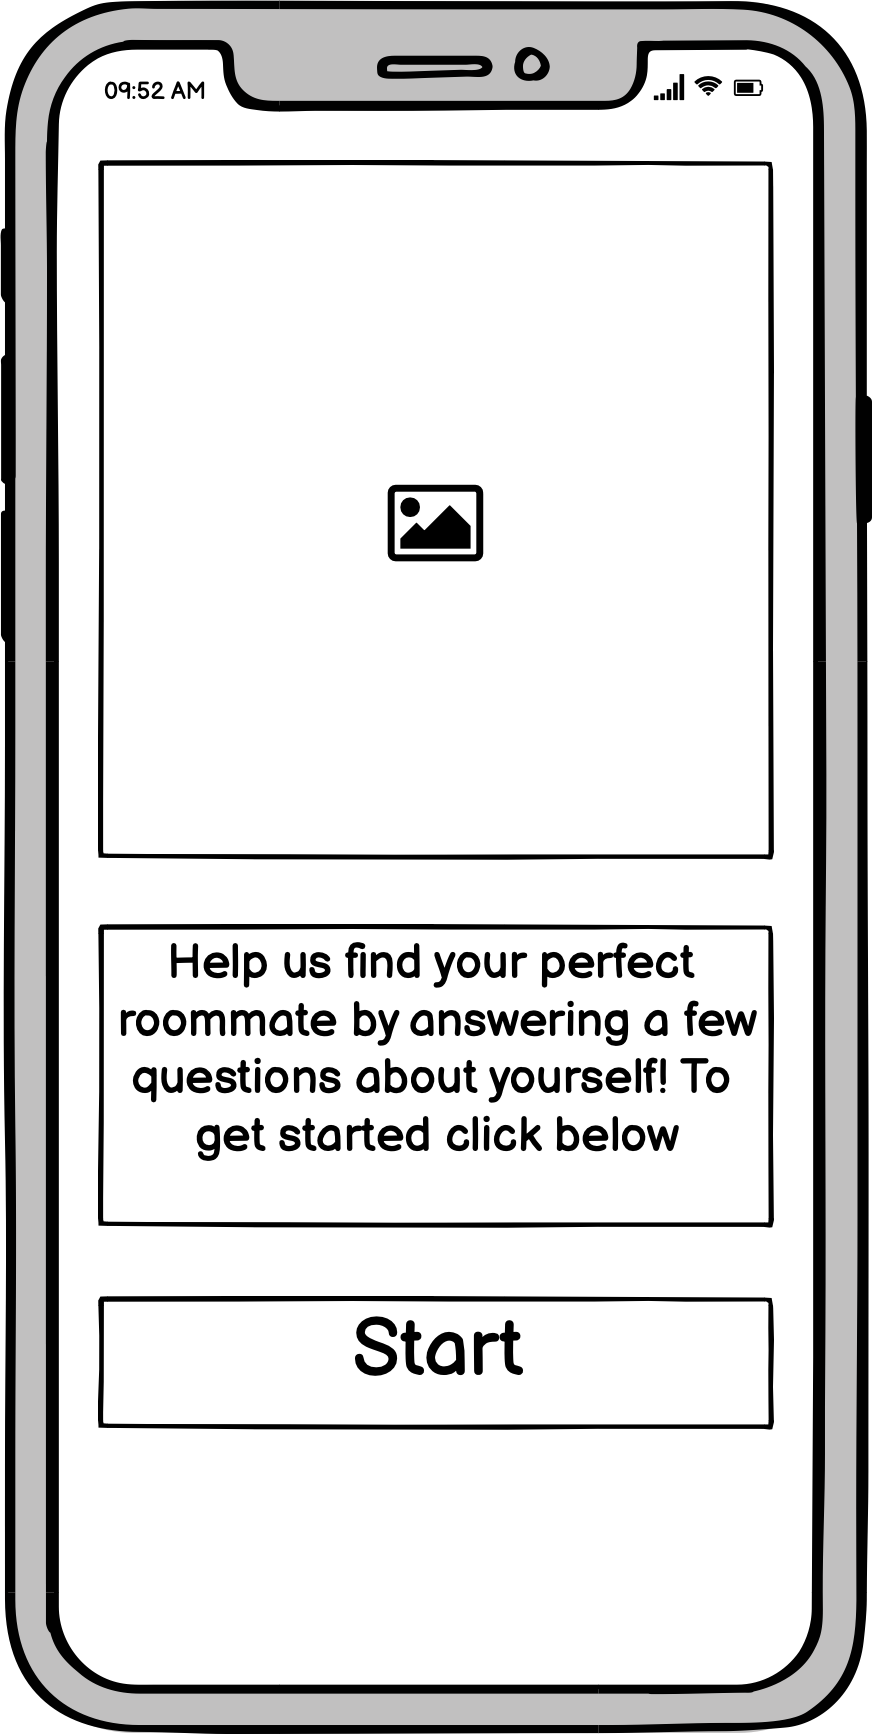 09:52 AM
Help us find your perfect
roommate by answering a few
questions about yourself! To
get started click below
Start